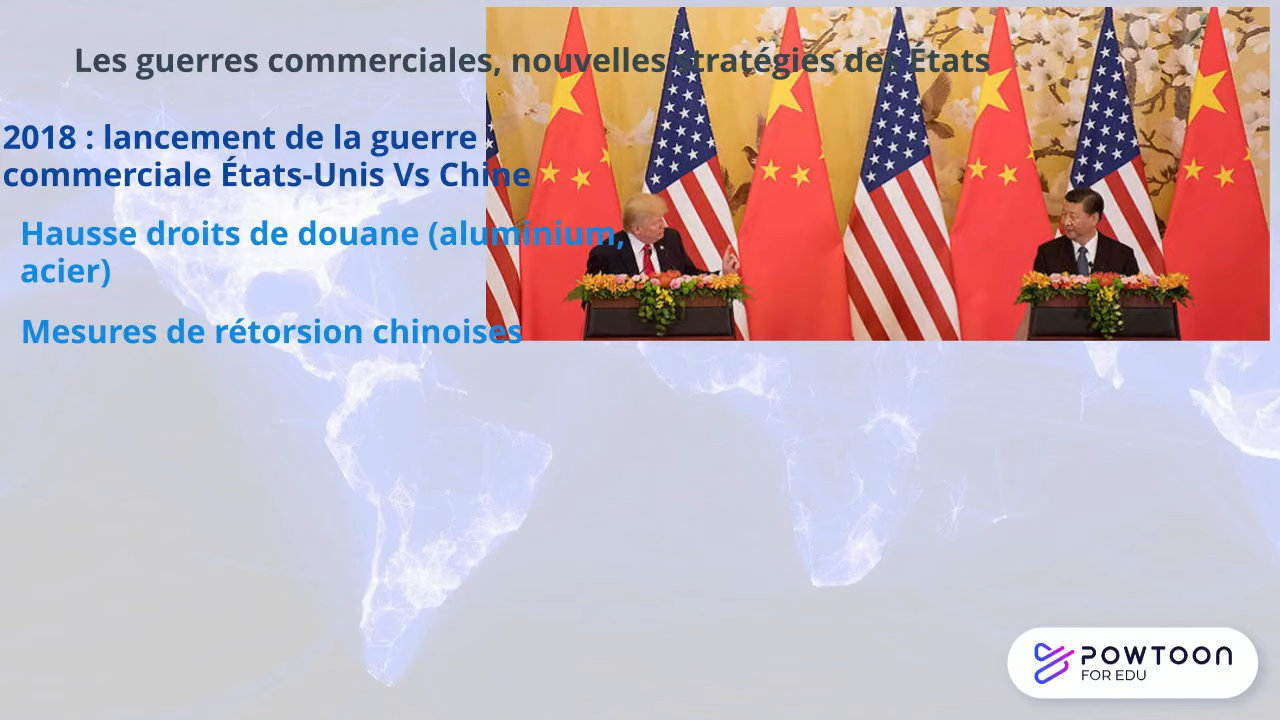 Les guerres commerciales, nouvelles stratégies des États
2018 : lancement de la guerre
commerciale États-Unis Vs Chine
Hausse droits de douane (aluminium,
acier)
Mesures de rétorsion chinoises
POWTOON
FOR EDU